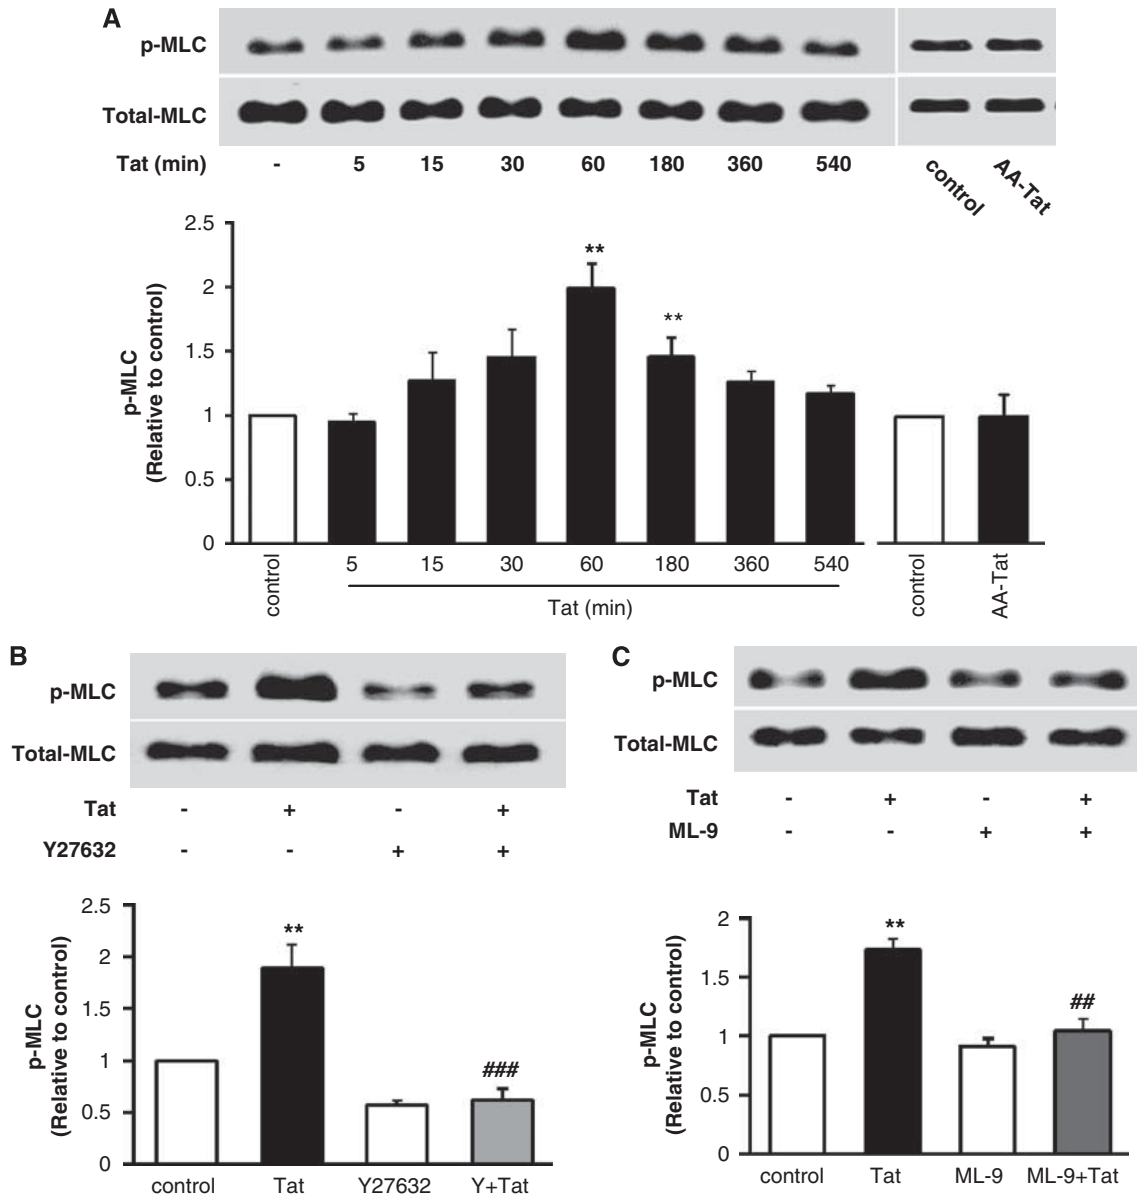 A
p-MLC
Total-MLC
Tat (min) - 5 15 30 60 180 360 540
control AA-Tat
p-MLC
(Relative to control)
2.5
2
1.5
1
0.5
0
** **
control 5 15 30 60 180 360 540 control AA-Tat
Tat (min)
B
p-MLC
Total-MLC
Tat - + - +
Y27632 - - + +
p-MLC
(Relative to control)
2.5
2
1.5
1
0.5
0
** ###
control Tat Y27632 Y+Tat
C
p-MLC
Total-MLC
Tat - + - +
ML-9 - - + +
p-MLC
(Relative to control)
2
1.5
1
0.5
0
** ##
control Tat ML-9 ML-9+Tat